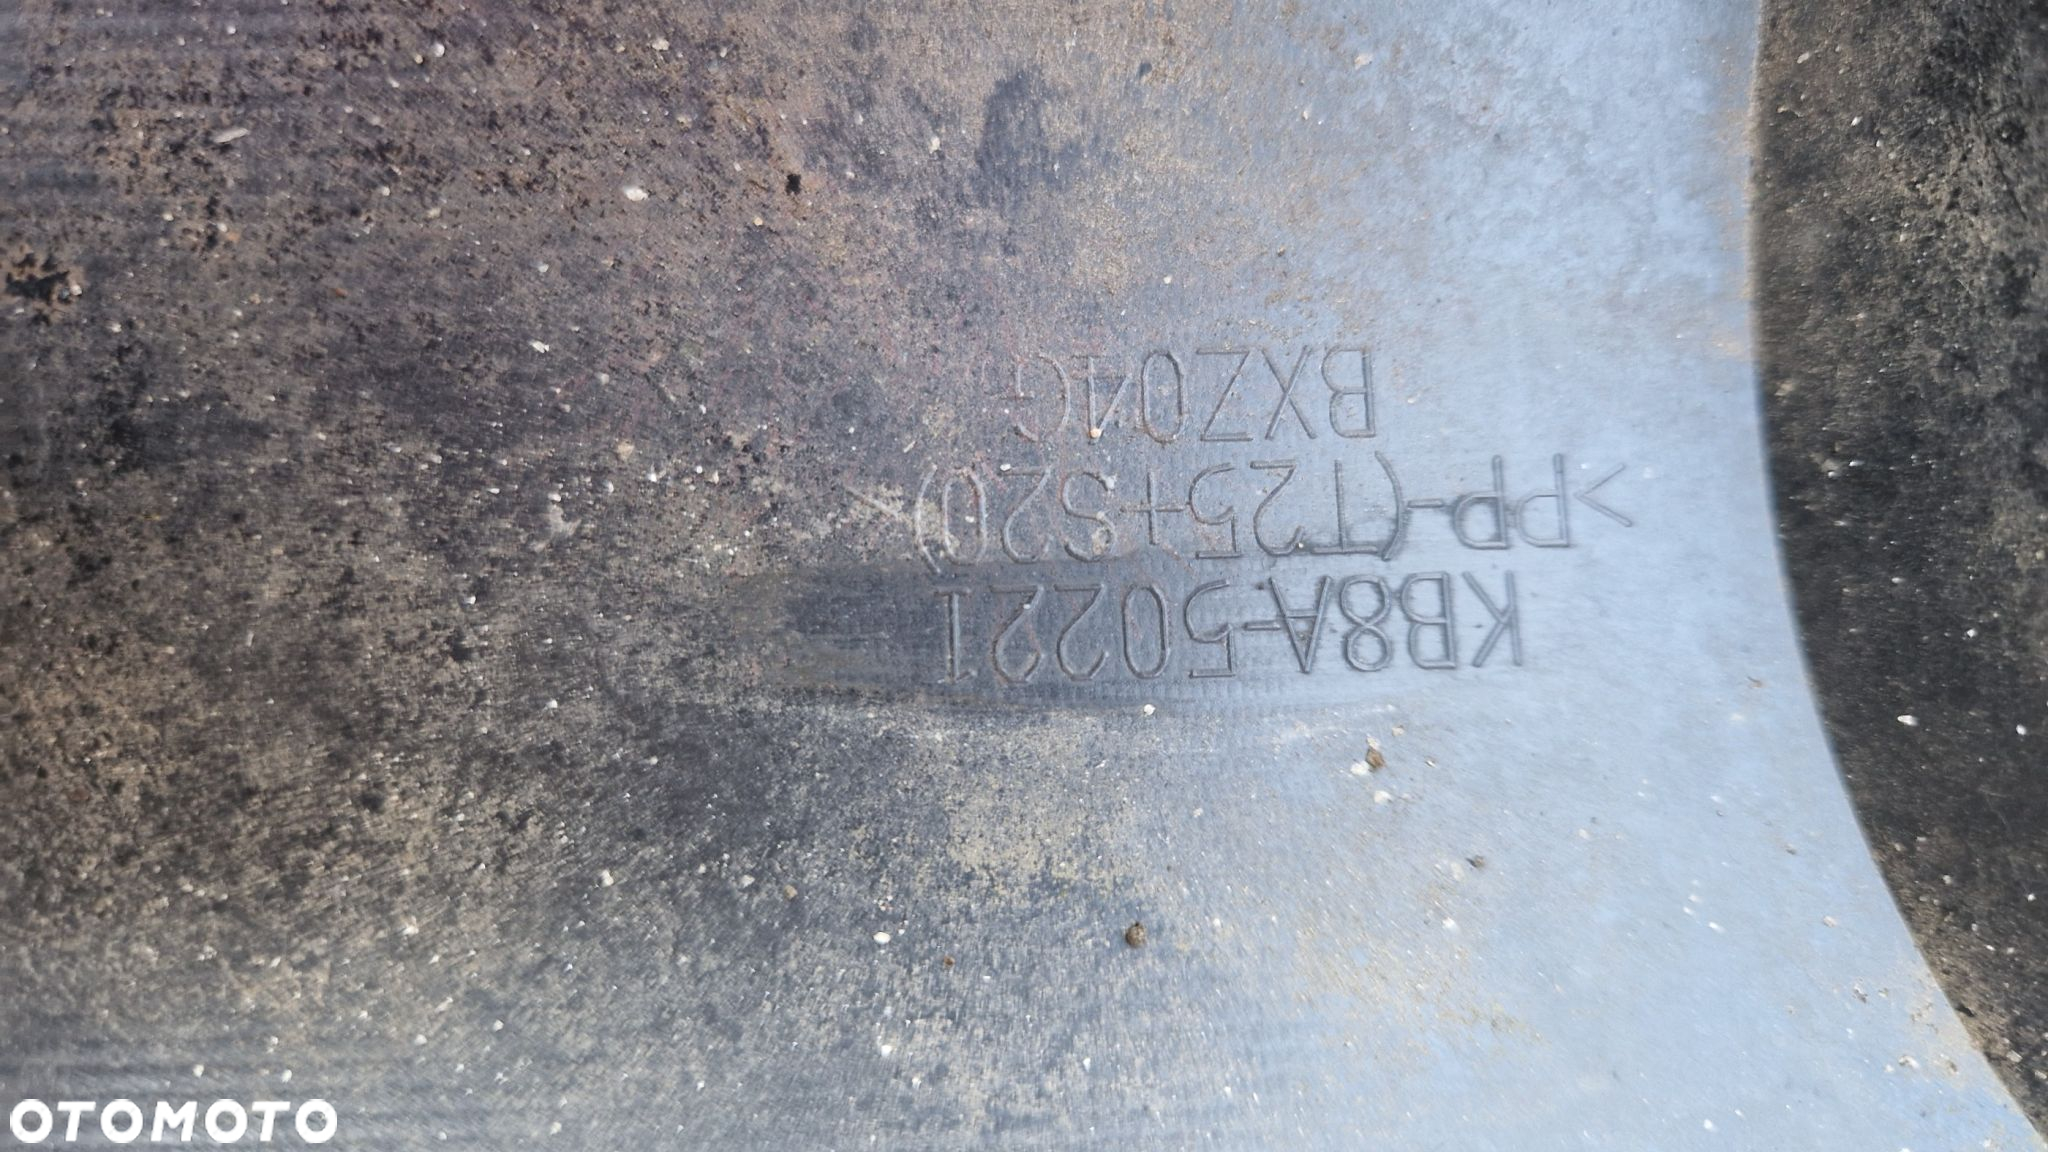 KB8A-50221
>PP-(T25+S20)<
BXZ04G
OTOMOTO